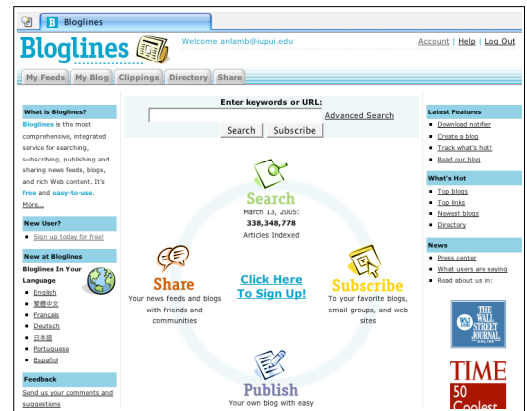 Bloglines
Bloglines
Welcome anlamb@iupui.edu
Account | Help | Log Out
My Feeds
My Blog
Clippings
Directory
Share
What is Bloglines?
Bloglines is the most
comprehensive, integrated
service for searching,
subscribing, publishing and
sharing news feeds, blogs,
and rich Web content. It's
free and easy-to-use.
More...
New User?
Sign up today for free!
New at Bloglines
Bloglines In Your
Language
English
繁體中文
Français
Deutsch
日本語
Portuguese
Español
Feedback
Send us your comments and
suggestions
Enter keywords or URL:
Advanced Search
Search
Subscribe
Search
March 13, 2005:
338,348,778
Articles Indexed
Share
Your news feeds and blogs
with friends and
communities
Click Here
To Sign Up!
Subscribe
To your favorite blogs,
email groups, and web
sites
Publish
Your own blog with easy
Latest Features
Download notifier
Create a blog
Track what's hot!
Read our blog
What's Hot
Top blogs
Top links
Newest blogs
Directory
News
Press center
What users are saying
Read about us in:
WSJ
.com
THE
WALL
STREET
JOURNAL
ONLINE
TIME
50
Coolest